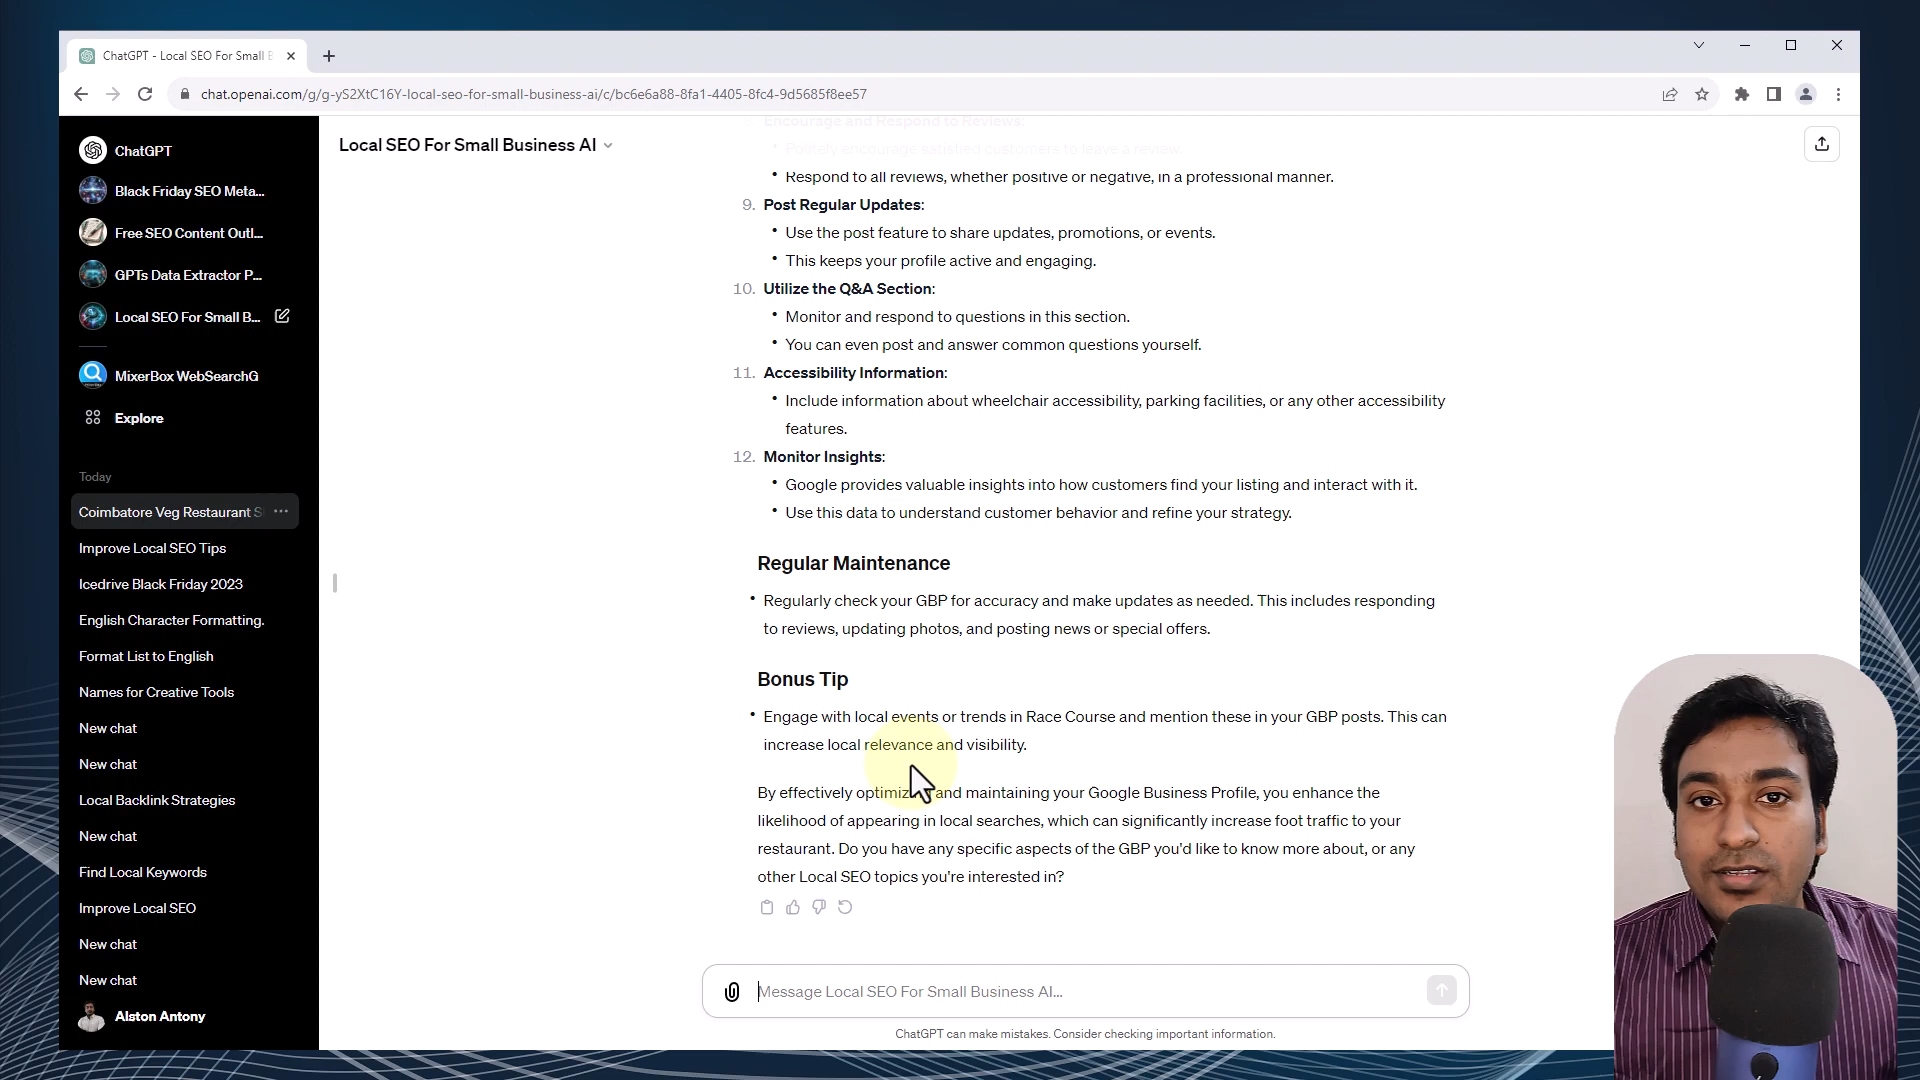 ChatGPT - Local SEO For Small B
chat.openai.com/g/g-yS2XtC16Y-local-seo-for-small-business-ai/c/bc6e6a88-8fa1-4405-8fc4-9d5685f8ee57
ChatGPT
Black Friday SEO Meta...
Free SEO Content Outl...
GPTs Data Extractor P...
Local SEO For Small B...
MixerBox WebSearchG
Explore
Today
Coimbatore Veg Restaurant S
Improve Local SEO Tips
Icedrive Black Friday 2023
English Character Formatting.
Format List to English
Names for Creative Tools
New chat
New chat
Local Backlink Strategies
New chat
Find Local Keywords
Improve Local SEO
New chat
New chat
Alston Antony
Local SEO For Small Business AI
Encourage and Respond to Reviews:
• Politely encourage satisfied customers to leave a review.
• Respond to all reviews, whether positive or negative, in a professional manner.
9. Post Regular Updates:
• Use the post feature to share updates, promotions, or events.
• This keeps your profile active and engaging.
10. Utilize the Q&A Section:
• Monitor and respond to questions in this section.
• You can even post and answer common questions yourself.
11. Accessibility Information:
• Include information about wheelchair accessibility, parking facilities, or any other accessibility
features.
12. Monitor Insights:
• Google provides valuable insights into how customers find your listing and interact with it.
• Use this data to understand customer behavior and refine your strategy.
Regular Maintenance
• Regularly check your GBP for accuracy and make updates as needed. This includes responding
to reviews, updating photos, and posting news or special offers.
Bonus Tip
• Engage with local events or trends in Race Course and mention these in your GBP posts. This can
increase local relevance and visibility.
By effectively optimizing and maintaining your Google Business Profile, you enhance the
likelihood of appearing in local searches, which can significantly increase foot traffic to your
restaurant. Do you have any specific aspects of the GBP you'd like to know more about, or any
other Local SEO topics you're interested in?
Message Local SEO For Small Business AI...
ChatGPT can make mistakes. Consider checking important information.